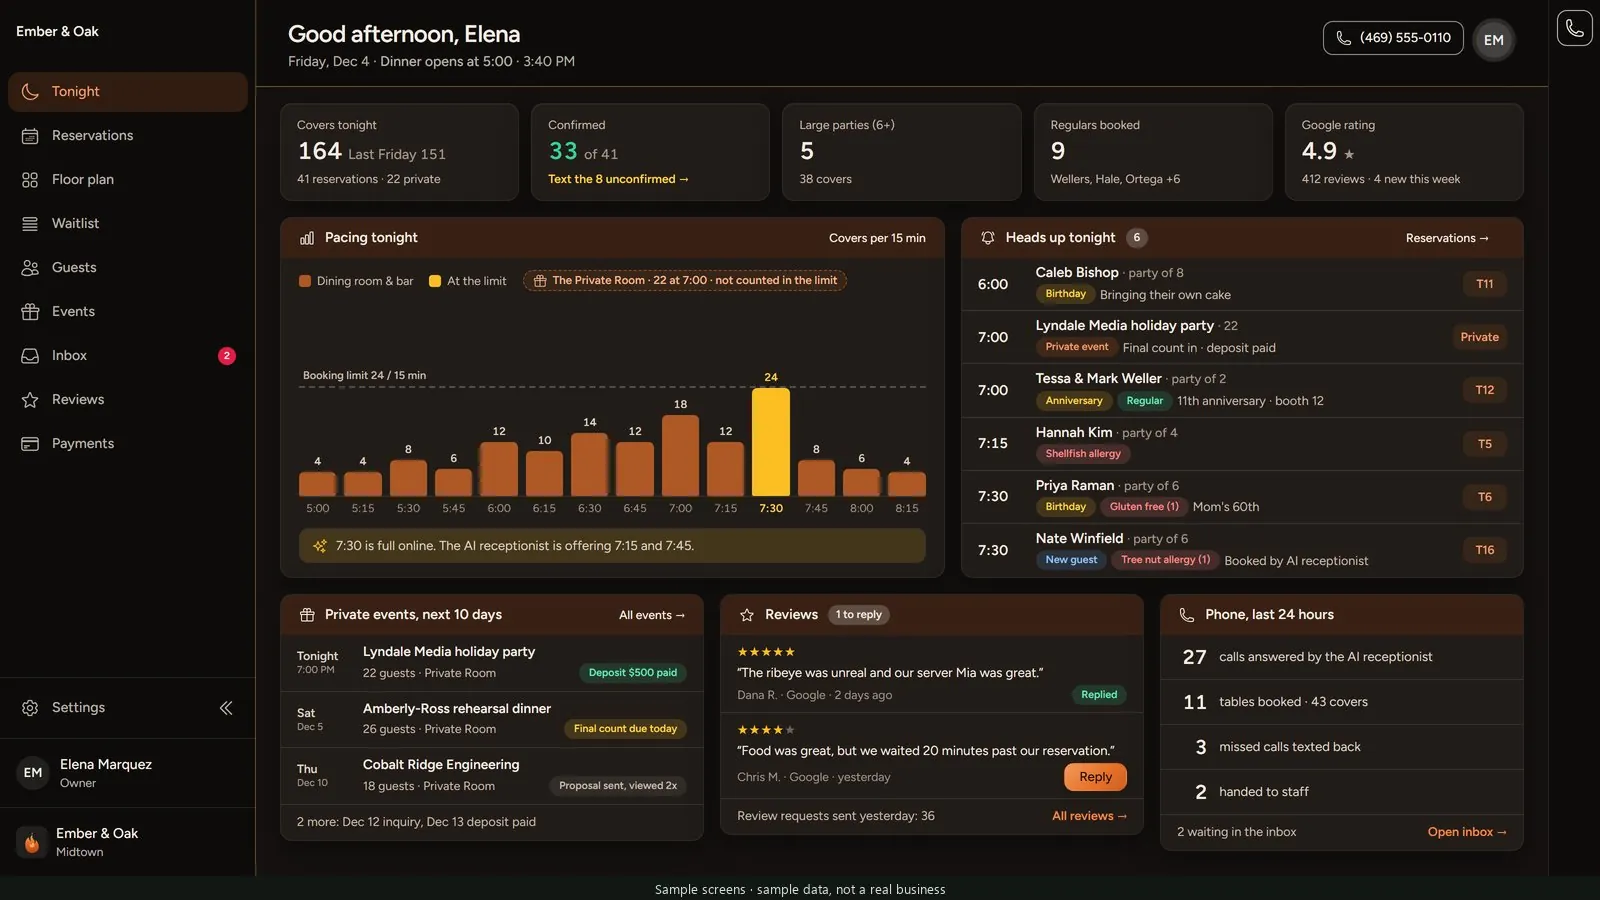 Ember & Oak
Tonight
Reservations
Floor plan
Waitlist
Guests
Events
Inbox
2
Reviews
Payments
Settings
EM
Elena Marquez
Owner
Ember & Oak
Midtown
Good afternoon, Elena
Friday, Dec 4 · Dinner opens at 5:00 · 3:40 PM
(469) 555-0110
EM
Covers tonight
164 Last Friday 151
41 reservations · 22 private
Confirmed
33 of 41
Text the 8 unconfirmed →
Large parties (6+)
5
38 covers
Regulars booked
9
Wellers, Hale, Ortega +6
Google rating
4.9 ★
412 reviews · 4 new this week
Pacing tonight
Covers per 15 min
Dining room & bar
At the limit
The Private Room · 22 at 7:00 · not counted in the limit
Booking limit 24 / 15 min
4 4 8 6 12 10 14 12 18 12 24 8 6 4
5:00 5:15 5:30 5:45 6:00 6:15 6:30 6:45 7:00 7:15 7:30 7:45 8:00 8:15
7:30 is full online. The AI receptionist is offering 7:15 and 7:45.
Heads up tonight 6
Reservations →
6:00
Caleb Bishop · party of 8
Birthday Bringing their own cake
T11
7:00
Lyndale Media holiday party · 22
Private event Final count in · deposit paid
Private
7:00
Tessa & Mark Weller · party of 2
Anniversary Regular 11th anniversary · booth 12
T12
7:15
Hannah Kim · party of 4
Shellfish allergy
T5
7:30
Priya Raman · party of 6
Birthday Gluten free (1) Mom's 60th
T6
7:30
Nate Winfield · party of 6
New guest Tree nut allergy (1) Booked by AI receptionist
T16
Private events, next 10 days
All events →
Tonight
7:00 PM
Lyndale Media holiday party
22 guests · Private Room
Deposit $500 paid
Sat
Dec 5
Amberly-Ross rehearsal dinner
26 guests · Private Room
Final count due today
Thu
Dec 10
Cobalt Ridge Engineering
18 guests · Private Room
Proposal sent, viewed 2x
2 more: Dec 12 inquiry, Dec 13 deposit paid
Reviews 1 to reply
★★★★★
“The ribeye was unreal and our server Mia was great.”
Dana R. · Google · 2 days ago
Replied
★★★★★
“Food was great, but we waited 20 minutes past our reservation.”
Chris M. · Google · yesterday
Reply
Review requests sent yesterday: 36
All reviews →
Phone, last 24 hours
27 calls answered by the AI receptionist
11 tables booked · 43 covers
3 missed calls texted back
2 handed to staff
2 waiting in the inbox
Open inbox →
Sample screens · sample data, not a real business